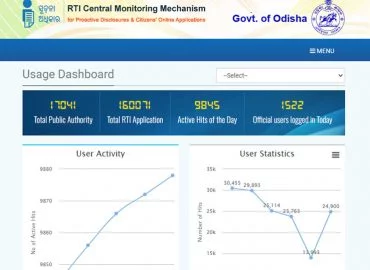 ସୂଚନା
ଅଧିକାର
RTI Central Monitoring Mechanism
for Proactive Disclosures & Citizens' Online Applications
Govt. of Odisha
≡ MENU
Usage Dashboard
--Select--
17041
160071
9845
1522
Total Public Authority
Total RTI Application
Active Hits of the Day
Official users logged in Today
User Activity
User Statistics
9880
9870
9860
9850
No of Active Hits
35k
30k
25k
20k
15k
Number of Hits
30,455
29,893
25,114
23,763
24,900